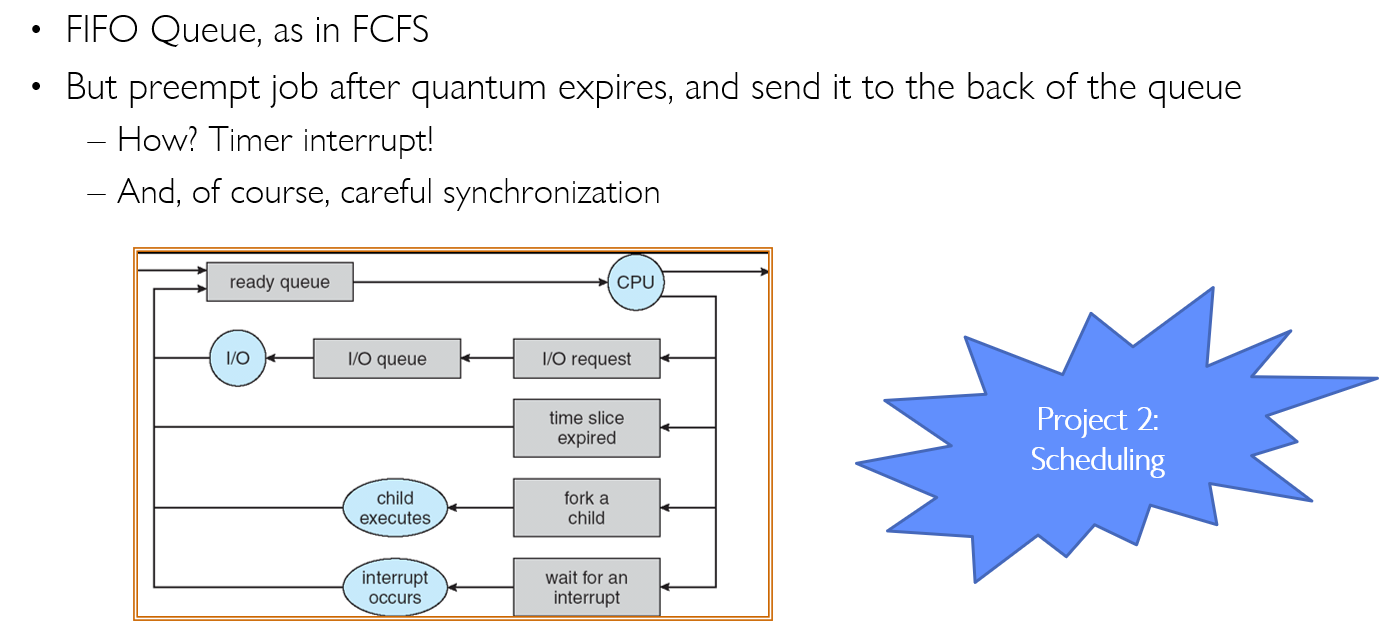 • FIFO Queue, as in FCFS
• But preempt job after quantum expires, and send it to the back of the queue
– How? Timer interrupt!
– And, of course, careful synchronization
ready queue
CPU
I/O
I/O queue
I/O request
time slice
expired
child
executes
fork a
child
interrupt
occurs
wait for an
interrupt
Project 2:
Scheduling